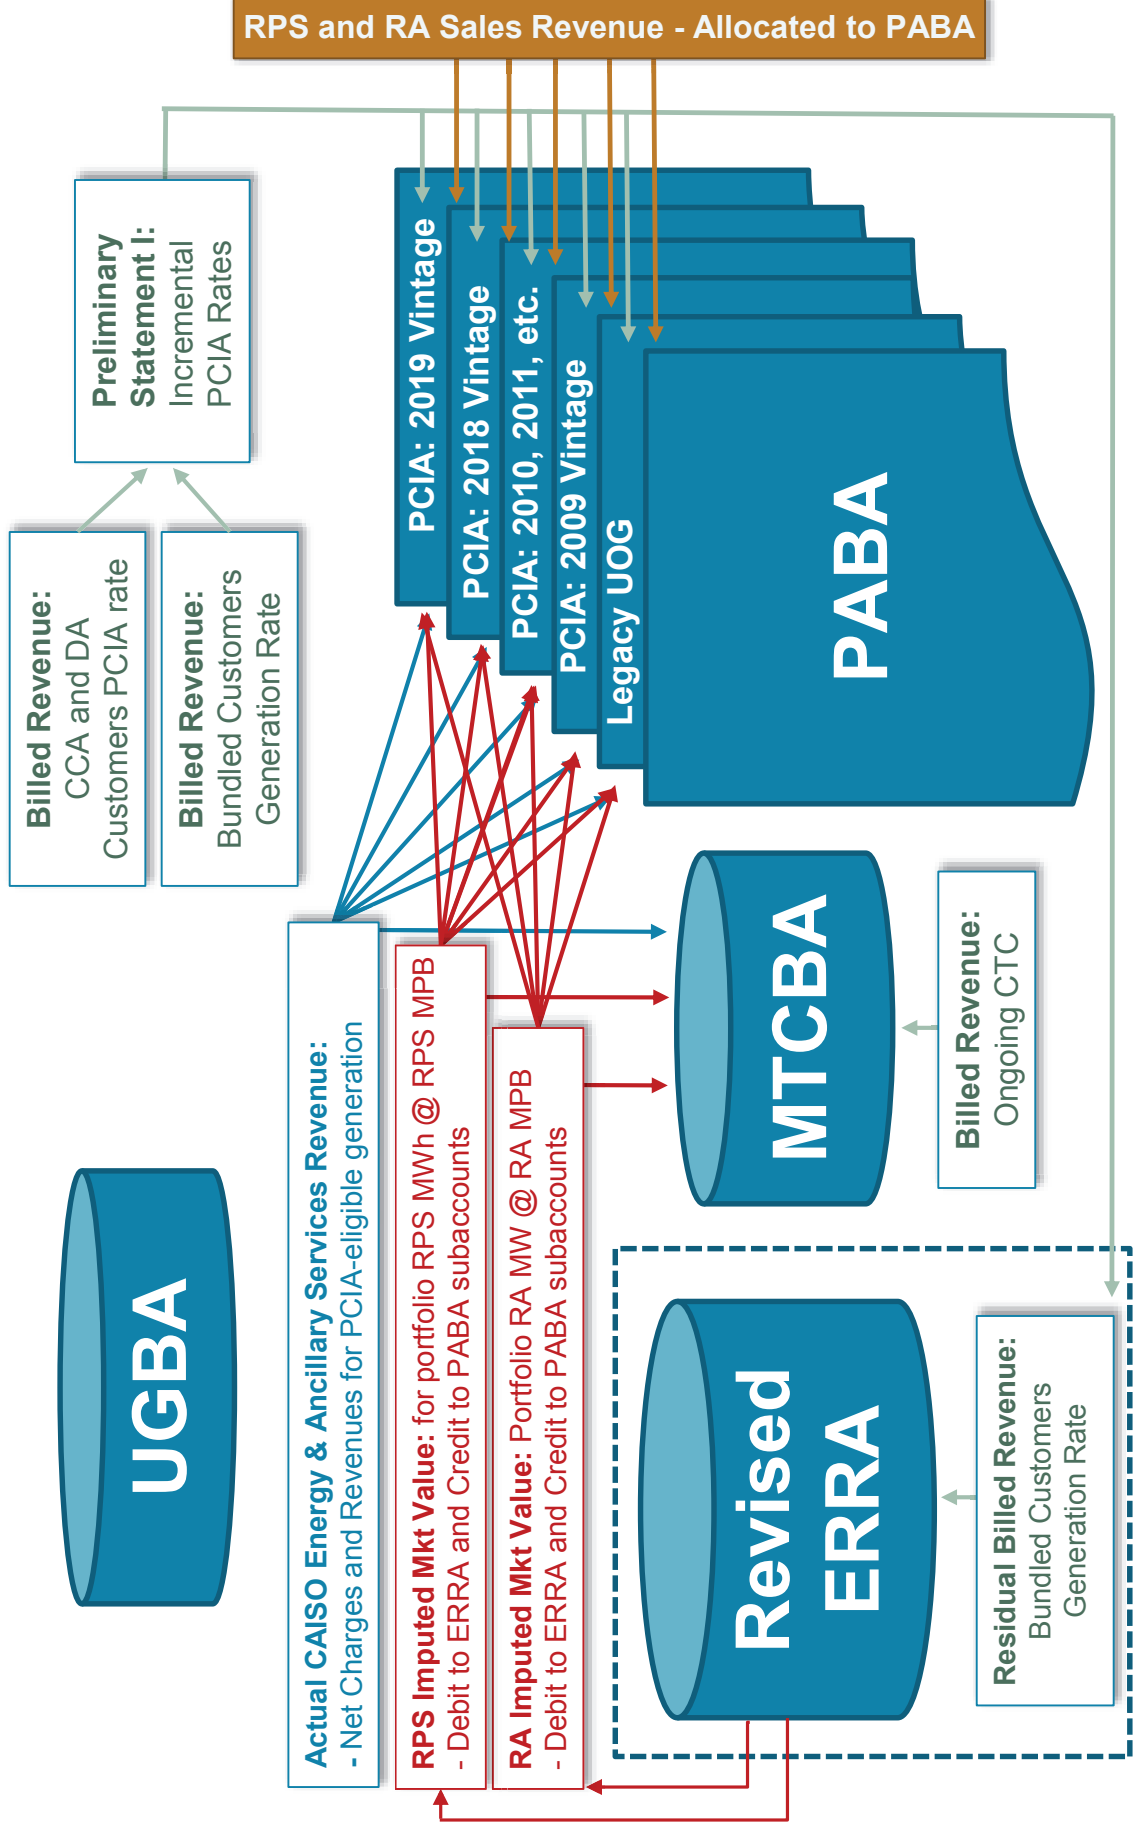 RPS and RA Sales Revenue - Allocated to PABA
UGBA
Billed Revenue:
CCA and DA
Customers PCIA rate
Billed Revenue:
Bundled Customers
Generation Rate
Preliminary
Statement I:
Incremental
PCIA Rates
Actual CAISO Energy & Ancillary Services Revenue:
- Net Charges and Revenues for PCIA-eligible generation
RPS Imputed Mkt Value: for portfolio RPS MWh @ RPS MPB
- Debit to ERRA and Credit to PABA subaccounts
RA Imputed Mkt Value: Portfolio RA MW @ RA MPB
- Debit to ERRA and Credit to PABA subaccounts
PCIA: 2019 Vintage
PCIA: 2018 Vintage
PCIA: 2010, 2011, etc.
PCIA: 2009 Vintage
Legacy UOG
PABA
Revised
ERRA
MTCBA
Residual Billed Revenue:
Bundled Customers
Generation Rate
Billed Revenue:
Ongoing CTC